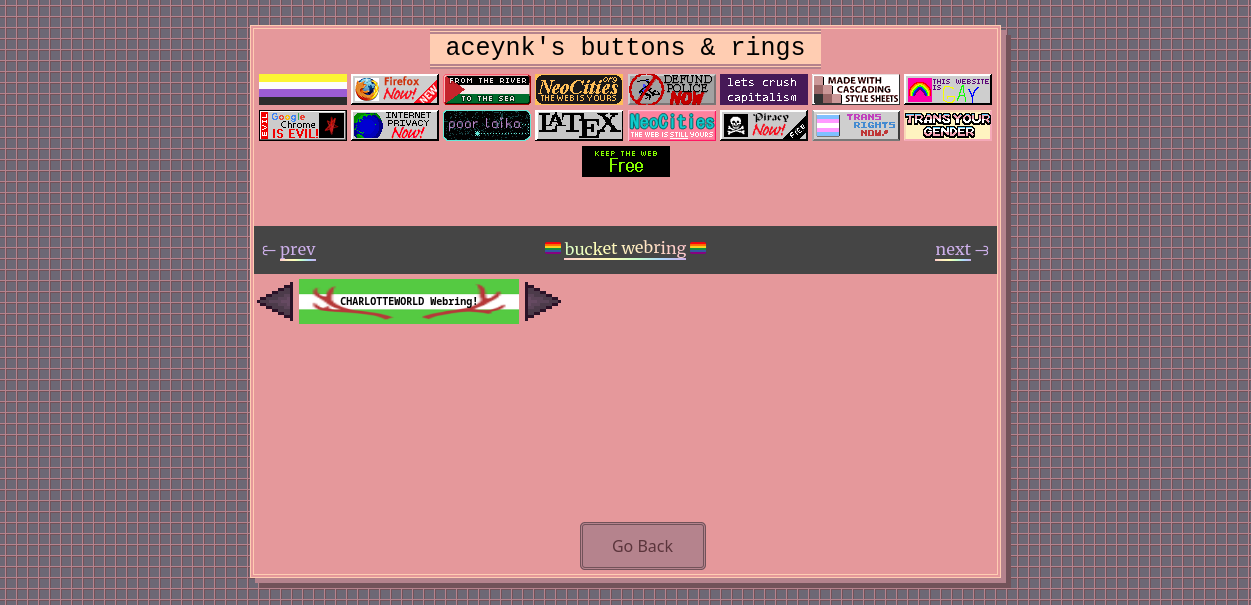 aceynk's buttons & rings
Firefox Now! NEW
FROM THE RIVER
TO THE SEA
NeoCities.org
THE WEB IS YOURS
DEFUND
POLICE
NOW
lets crush
capitalism
MADE WITH
CASCADING
STYLE SHEETS
THIS WEBSITE
IS
GAY
EVIL
Google
Chrome
IS EVIL!
INTERNET
PRIVACY
Now!
poor laika
LATEX
NeoCities
THE WEB IS STILL YOURS
Piracy
Now!
FREE
TRANS
RIGHTS
NOW!
TRANS YOUR
GENDER
KEEP THE WEB
Free
prev
bucket webring
next
CHARLOTTEWORLD Webring!
Go Back